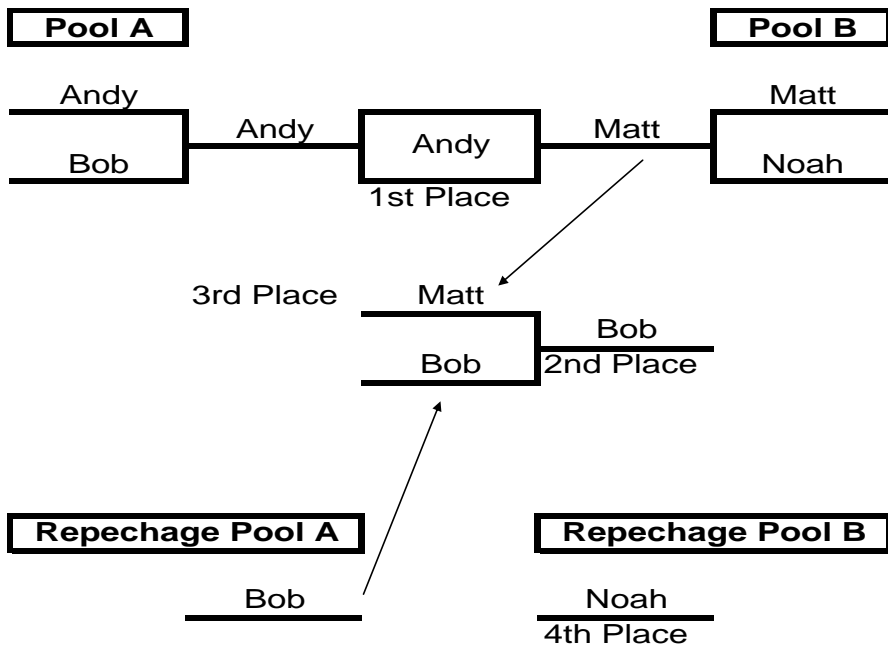 Pool A
Pool B
Andy
Matt
Andy
Andy
Matt
Bob
Noah
1st Place
3rd Place
Matt
Bob
Bob
2nd Place
Repechage Pool A
Repechage Pool B
Bob
Noah
4th Place